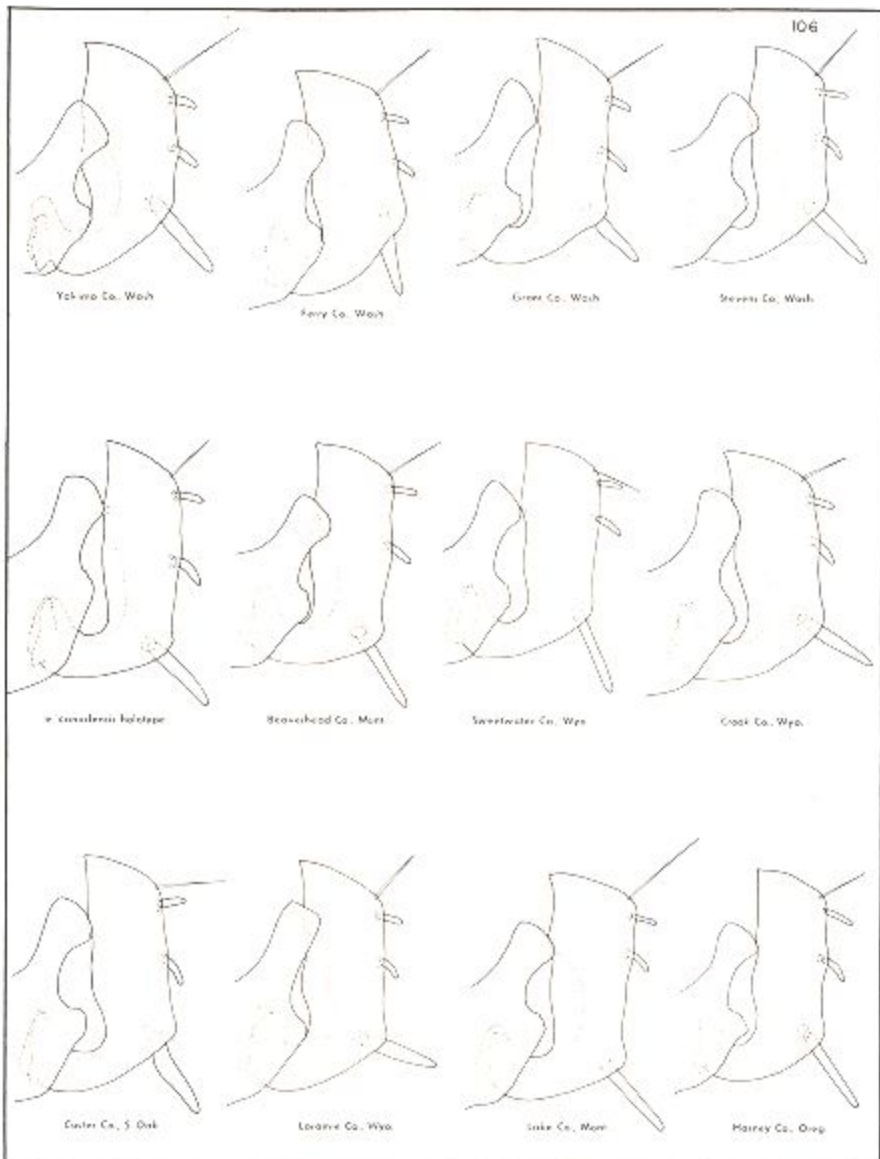 106
Yakima Co., Wash
Ferry Co., Wash
Grant Co., Wash
Stevens Co., Wash
canadensis holotype
Beaverhead Co., Mont.
Sweetwater Co., Wyo
Crook Co., Wyo.
Custer Co., S. Dak
Laramie Co., Wyo.
Lake Co., Mont
Harney Co., Oreg